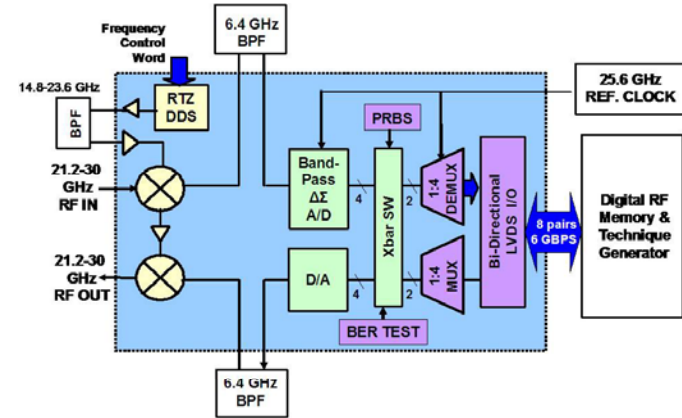 Frequency
Control
Word
6.4 GHz
BPF
14.8-23.6 GHz
BPF
RTZ
DDS
25.6 GHz
REF. CLOCK
PRBS
21.2-30
GHz
RF IN
Band-
Pass
ΔΣ
A/D
4
Xbar SW
2
1:4
DEMUX
Bi-Directional
LVDS I/O
8 pairs
6 GBPS
Digital RF
Memory &
Technique
Generator
21.2-30
GHz
RF OUT
D/A
4
2
1:4
MUX
BER TEST
6.4 GHz
BPF